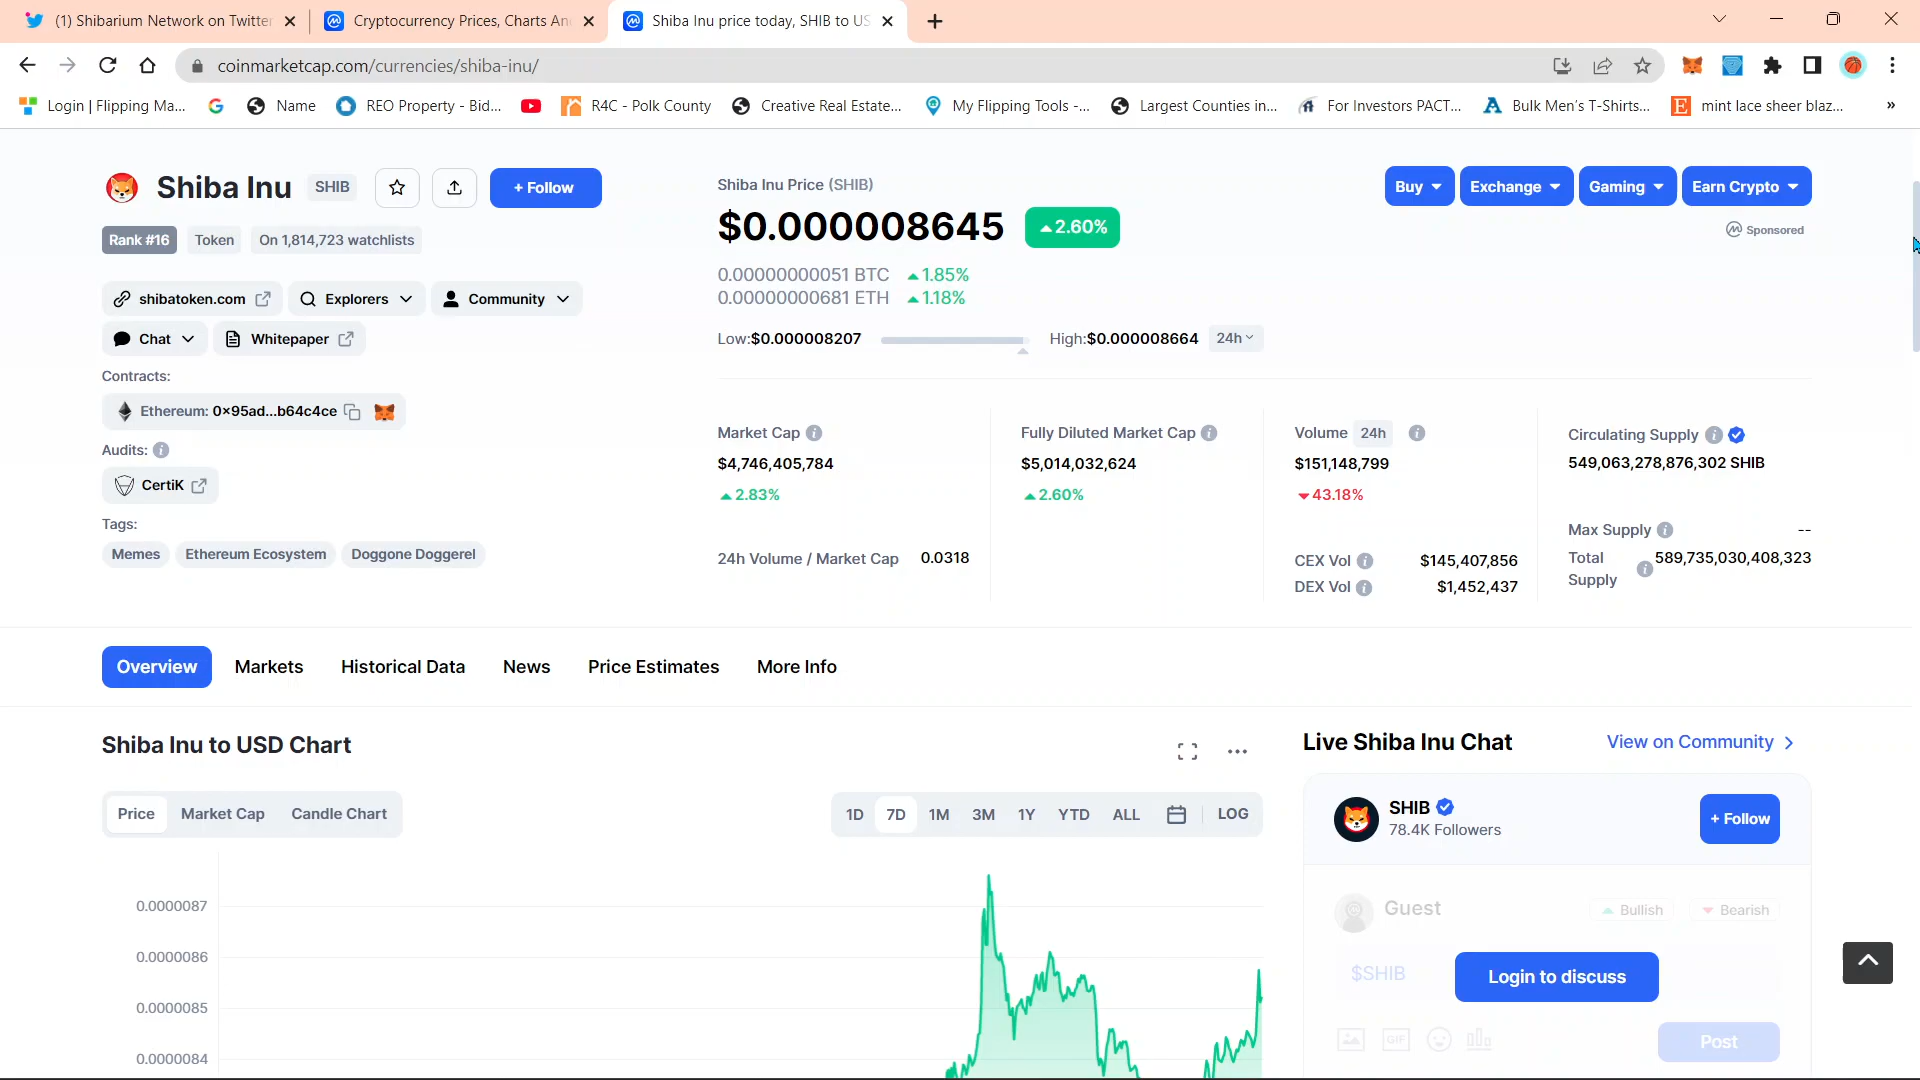 (1) Shibarium Network on Twitter
Cryptocurrency Prices, Charts An
Shiba Inu price today, SHIB to US
coinmarketcap.com/currencies/shiba-inu/
Login | Flipping Ma...
Name
REO Property - Bid...
R4C - Polk County
Creative Real Estate...
My Flipping Tools -...
Largest Counties in...
For Investors PACT...
Bulk Men's T-Shirts...
mint lace sheer blaz...
»
Shiba Inu SHIB
+ Follow
Rank #16 Token On 1,814,723 watchlists
shibatoken.com Explorers Community
Chat Whitepaper
Contracts:
Ethereum: 0x95ad...b64c4ce
Audits:
CertiK
Tags:
Memes Ethereum Ecosystem Doggone Doggerel
Shiba Inu Price (SHIB)
$0.000008645 2.60%
0.00000000051 BTC 1.85%
0.00000000681 ETH 1.18%
Low:$0.000008207 High:$0.000008664 24h
Buy Exchange Gaming Earn Crypto
Sponsored
Market Cap
$4,746,405,784
2.83%
24h Volume / Market Cap 0.0318
Fully Diluted Market Cap
$5,014,032,624
2.60%
Volume 24h
$151,148,799
43.18%
CEX Vol $145,407,856
DEX Vol $1,452,437
Circulating Supply
549,063,278,876,302 SHIB
Max Supply --
Total Supply 589,735,030,408,323
Overview Markets Historical Data News Price Estimates More Info
Shiba Inu to USD Chart
Price Market Cap Candle Chart
1D 7D 1M 3M 1Y YTD ALL LOG
0.0000087
0.0000086
0.0000085
0.0000084
Live Shiba Inu Chat View on Community
SHIB
78.4K Followers
+ Follow
Guest Bullish Bearish
$SHIB
Login to discuss
GIF
Post